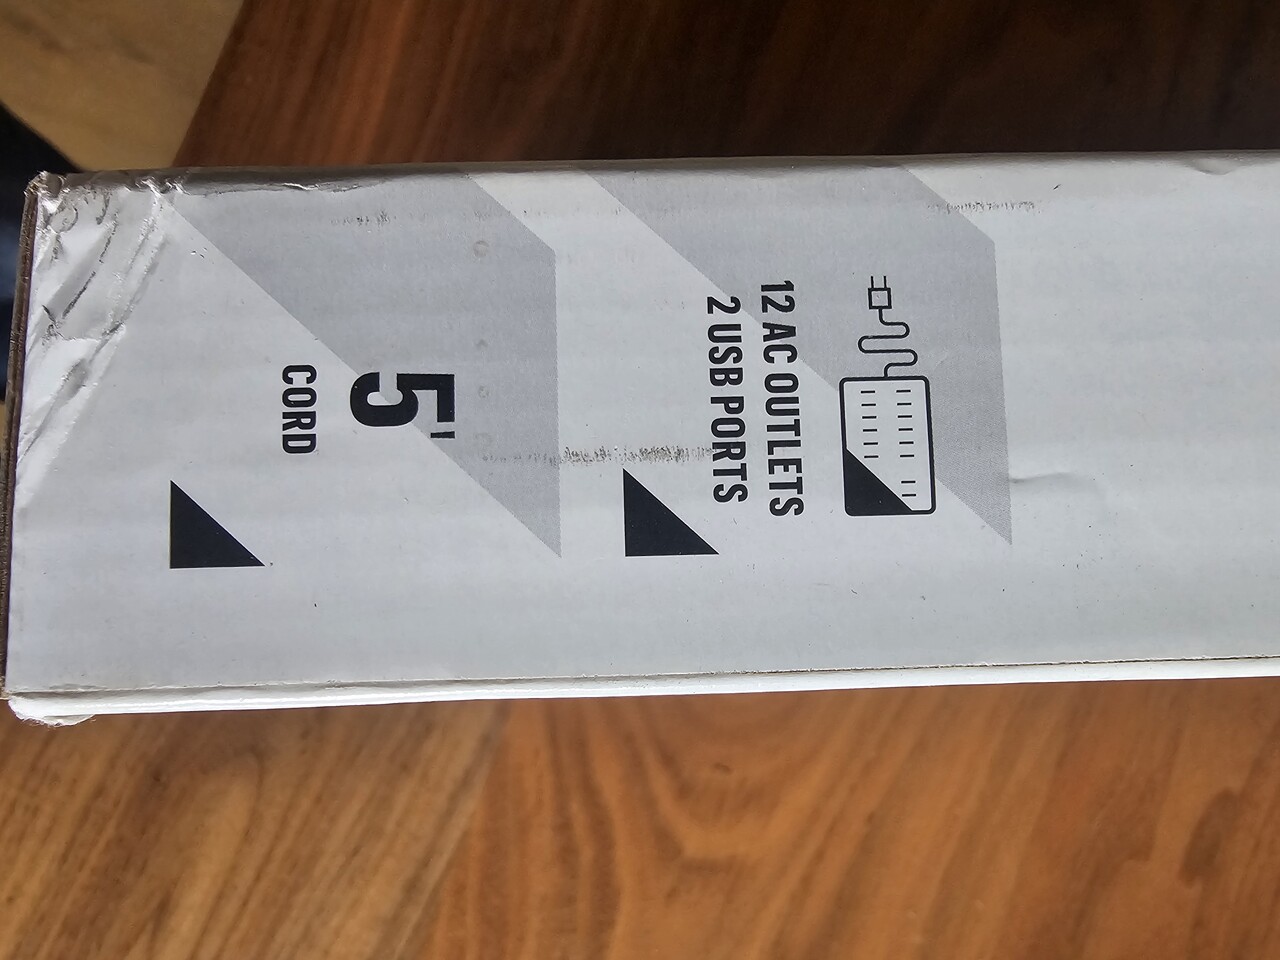 12 AC OUTLETS
2 USB PORTS
5'
CORD